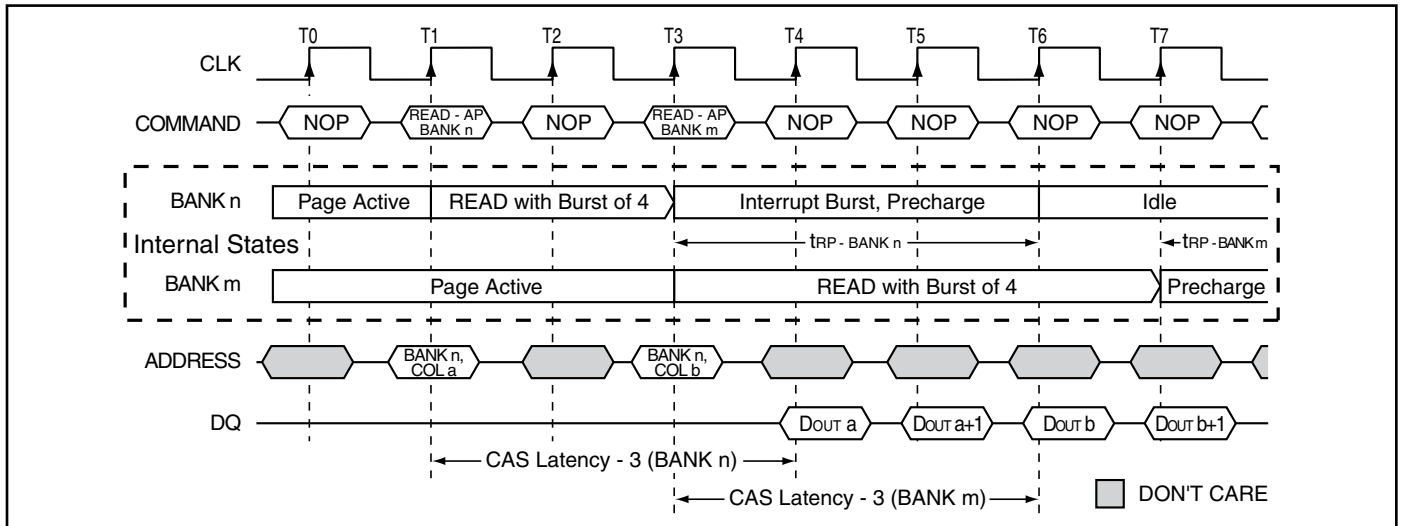 T0 T1 T2 T3 T4 T5 T6 T7
CLK
COMMAND NOP READ - AP BANK n NOP READ - AP BANK m NOP NOP NOP NOP
BANK n Page Active READ with Burst of 4 Interrupt Burst, Precharge Idle
Internal States tRP - BANK n tRP - BANK m
BANK m Page Active READ with Burst of 4 Precharge
ADDRESS BANK n, COL a BANK n, COL b
DQ DOUT a DOUT a+1 DOUT b DOUT b+1
CAS Latency - 3 (BANK n)
CAS Latency - 3 (BANK m) DON'T CARE